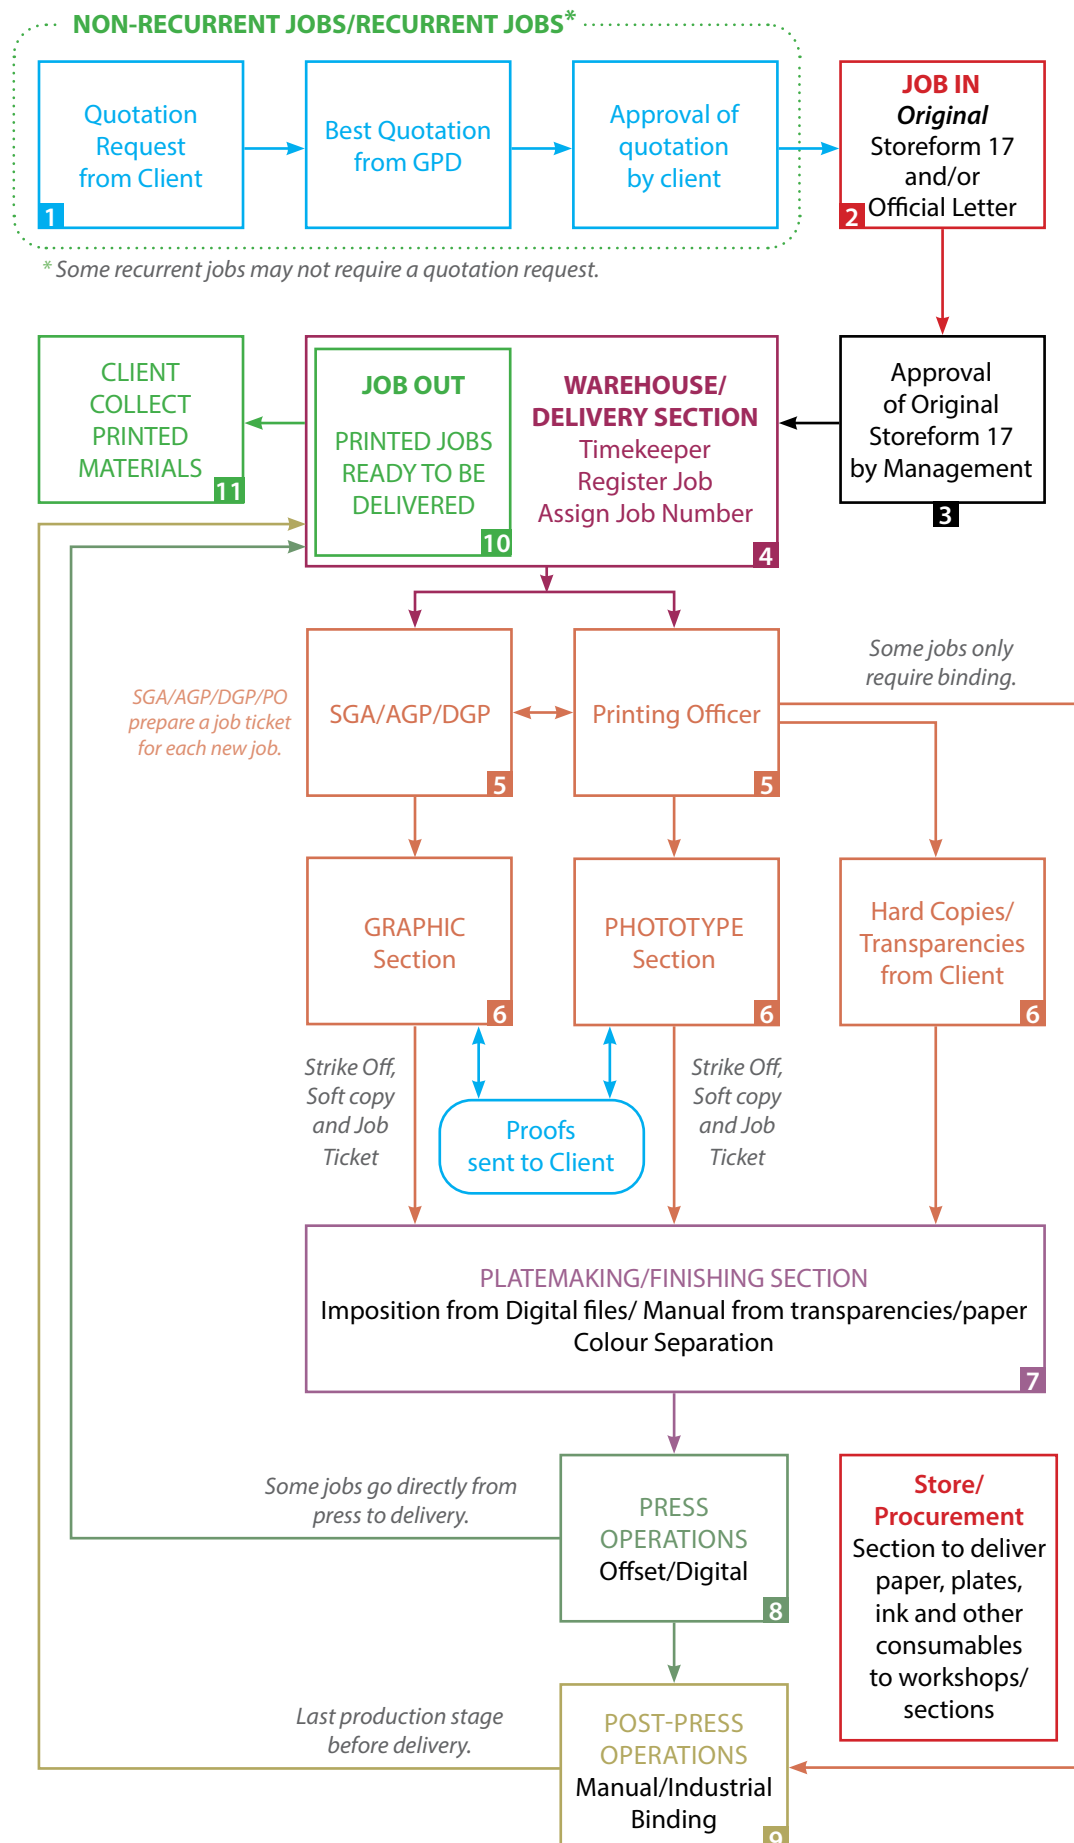 NON-RECURRENT JOBS/RECURRENT JOBS*
Quotation
Request
from Client
1
Best Quotation
from GPD
Approval of
quotation
by client
JOB IN
Original
Storeform 17
and/or
Official Letter
2
* Some recurrent jobs may not require a quotation request.
CLIENT
COLLECT
PRINTED
MATERIALS
11
JOB OUT
PRINTED JOBS
READY TO BE
DELIVERED
10
WAREHOUSE/
DELIVERY SECTION
Timekeeper
Register Job
Assign Job Number
4
Approval
of Original
Storeform 17
by Management
3
SGA/AGP/DGP/PO
prepare a job ticket
for each new job.
SGA/AGP/DGP
5
Printing Officer
5
Some jobs only
require binding.
GRAPHIC
Section
6
PHOTOTYPE
Section
6
Hard Copies/
Transparencies
from Client
6
Strike Off,
Soft copy
and Job
Ticket
Proofs
sent to Client
Strike Off,
Soft copy
and Job
Ticket
PLATEMAKING/FINISHING SECTION
Imposition from Digital files/ Manual from transparencies/paper
Colour Separation
7
Some jobs go directly from
press to delivery.
PRESS
OPERATIONS
Offset/Digital
8
Store/
Procurement
Section to deliver
paper, plates,
ink and other
consumables
to workshops/
sections
Last production stage
before delivery.
POST-PRESS
OPERATIONS
Manual/Industrial
Binding
9